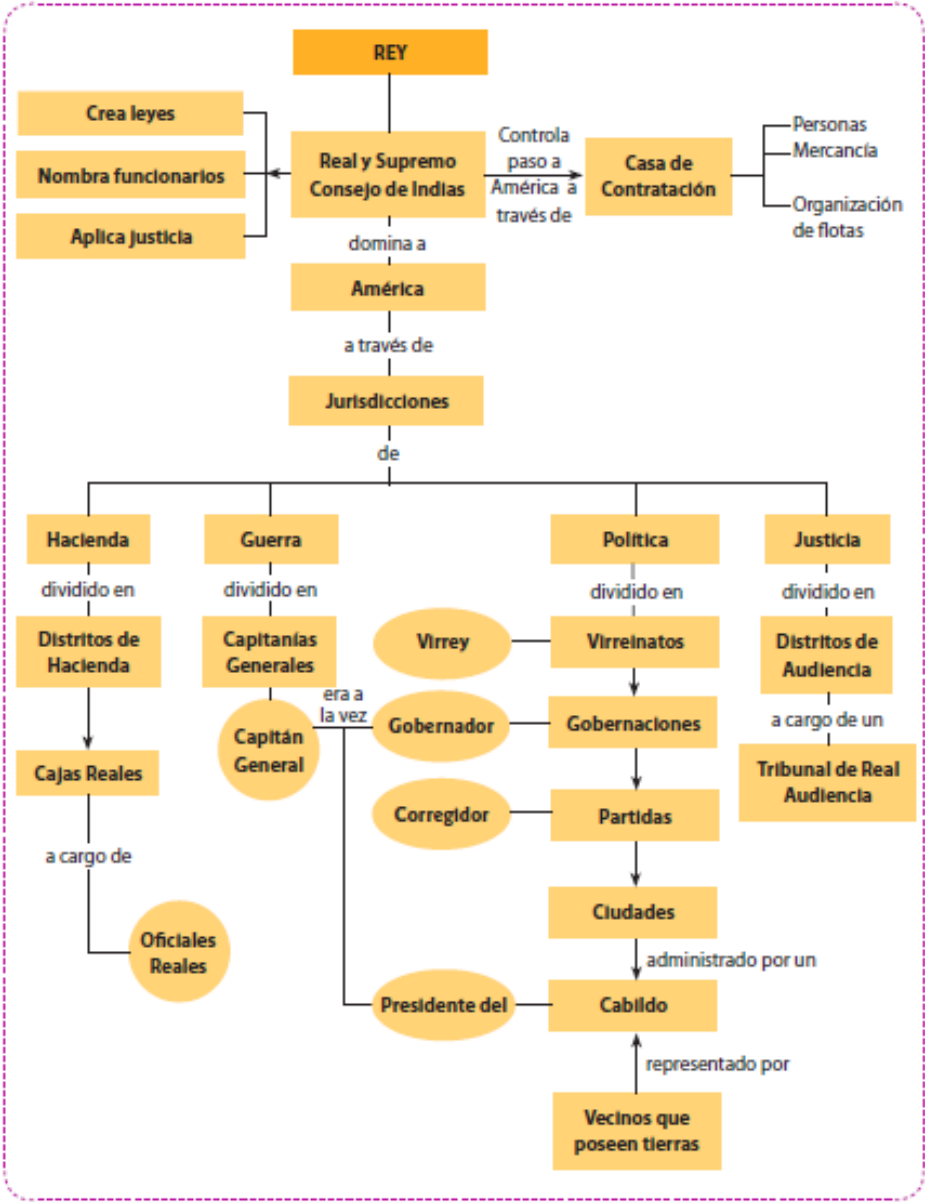 REY
Crea leyes
Nombra funcionarios
Aplica justicia
Real y Supremo
Consejo de Indias
Controla
paso a
América a
través de
Casa de
Contratación
Personas
Mercancía
Organización
de flotas
domina a
América
a través de
Jurisdicciones
de
Hacienda
dividido en
Distritos de
Hacienda
Cajas Reales
a cargo de
Oficiales
Reales
Guerra
dividido en
Capitanías
Generales
Capitán
General
era a
la vez
Política
dividido en
Virrey
Virreinatos
Gobernador
Gobernaciones
Corregidor
Partidas
Ciudades
administrado por un
Presidente del
Cabildo
representado por
Vecinos que
poseen tierras
Justicia
dividido en
Distritos de
Audiencia
a cargo de un
Tribunal de Real
Audiencia